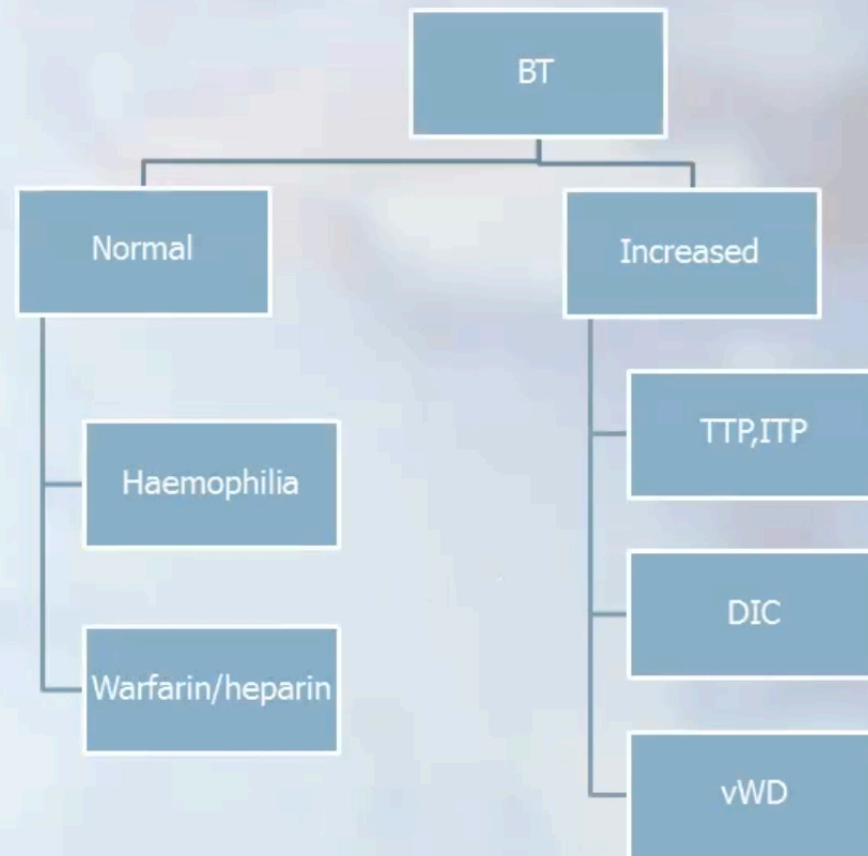 BT
Normal
Increased
Haemophilia
Warfarin/heparin
TTP,ITP
DIC
vWD